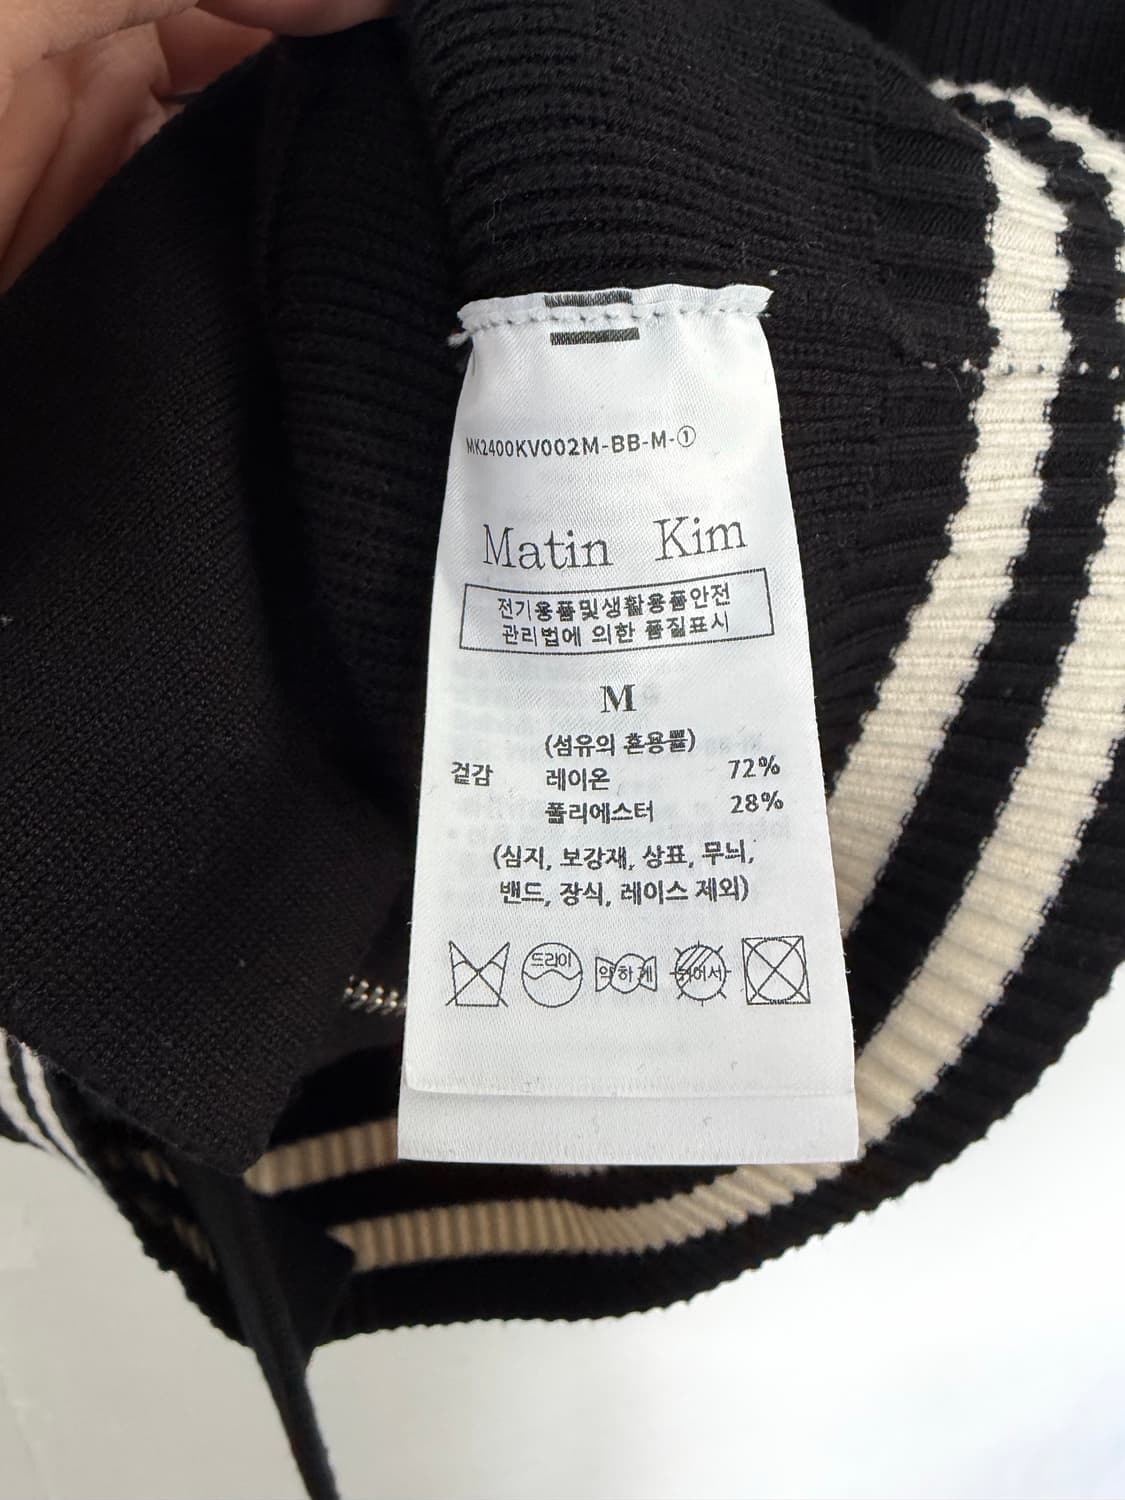 MK2400KV002M-BB-M-①
Matin Kim
전기용품및생활용품안전
관리법에 의한 품질표시
M
(섬유의 혼용률)
겉감 레이온 72%
폴리에스터 28%
(심지, 보강재, 상표, 무늬,
밴드, 장식, 레이스 제외)
드라이 약하게 뉘어서